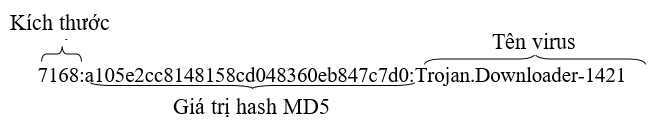 Kích thước
Tên virus
7168:a105e2cc8148158cd048360eb847c7d0:Trojan.Downloader-1421
Giá trị hash MD5